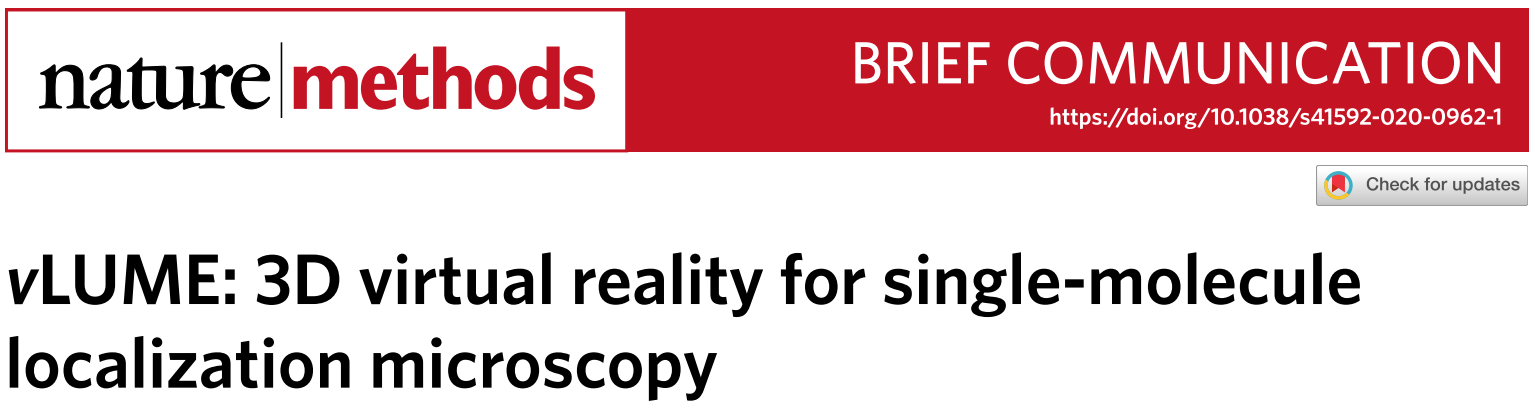 nature methods
BRIEF COMMUNICATION
https://doi.org/10.1038/s41592-020-0962-1
Check for updates
vLUME: 3D virtual reality for single-molecule
localization microscopy